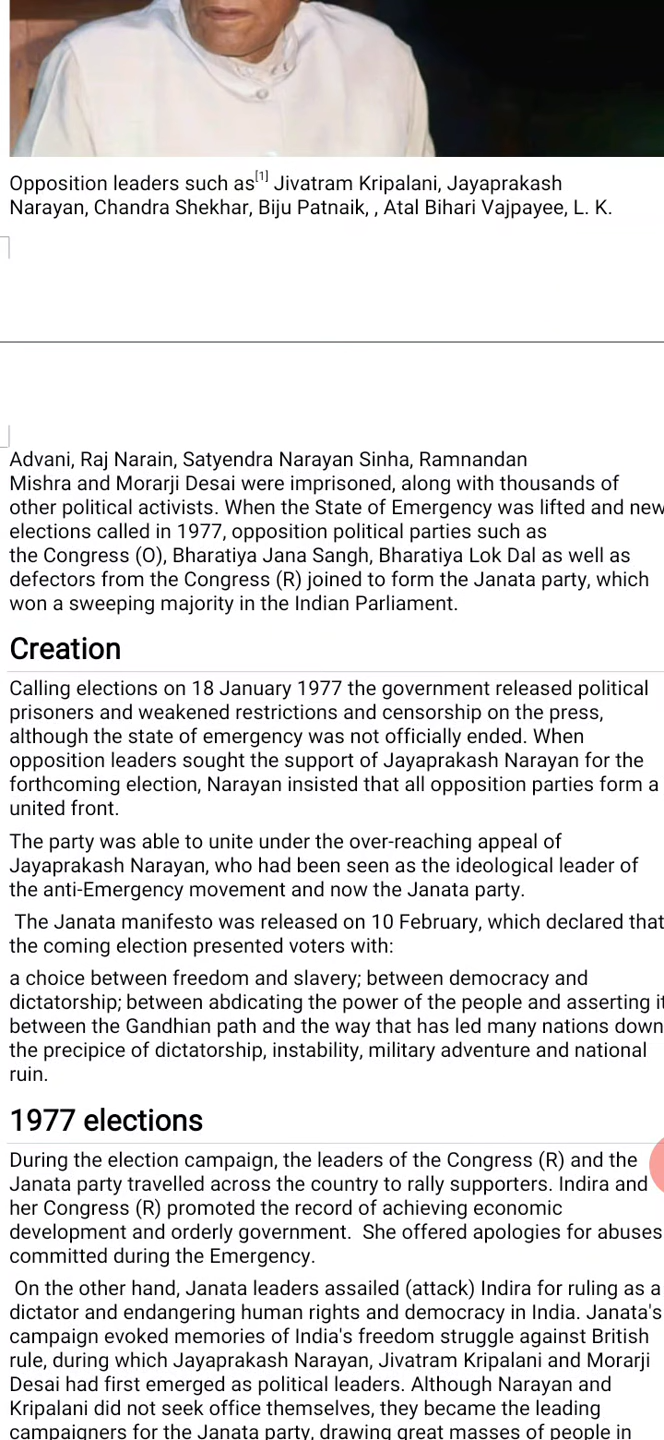 Opposition leaders such as[1] Jivatram Kripalani, Jayaprakash
Narayan, Chandra Shekhar, Biju Patnaik, , Atal Bihari Vajpayee, L. K.
Advani, Raj Narain, Satyendra Narayan Sinha, Ramnandan
Mishra and Morarji Desai were imprisoned, along with thousands of
other political activists. When the State of Emergency was lifted and new
elections called in 1977, opposition political parties such as
the Congress (O), Bharatiya Jana Sangh, Bharatiya Lok Dal as well as
defectors from the Congress (R) joined to form the Janata party, which
won a sweeping majority in the Indian Parliament.
Creation
Calling elections on 18 January 1977 the government released political
prisoners and weakened restrictions and censorship on the press,
although the state of emergency was not officially ended. When
opposition leaders sought the support of Jayaprakash Narayan for the
forthcoming election, Narayan insisted that all opposition parties form a
united front.
The party was able to unite under the over-reaching appeal of
Jayaprakash Narayan, who had been seen as the ideological leader of
the anti-Emergency movement and now the Janata party.
The Janata manifesto was released on 10 February, which declared that
the coming election presented voters with:
a choice between freedom and slavery; between democracy and
dictatorship; between abdicating the power of the people and asserting it
between the Gandhian path and the way that has led many nations down
the precipice of dictatorship, instability, military adventure and national
ruin.
1977 elections
During the election campaign, the leaders of the Congress (R) and the
Janata party travelled across the country to rally supporters. Indira and
her Congress (R) promoted the record of achieving economic
development and orderly government.  She offered apologies for abuses
committed during the Emergency.
On the other hand, Janata leaders assailed (attack) Indira for ruling as a
dictator and endangering human rights and democracy in India. Janata's
campaign evoked memories of India's freedom struggle against British
rule, during which Jayaprakash Narayan, Jivatram Kripalani and Morarji
Desai had first emerged as political leaders. Although Narayan and
Kripalani did not seek office themselves, they became the leading
campaigners for the Janata party, drawing great masses of people in